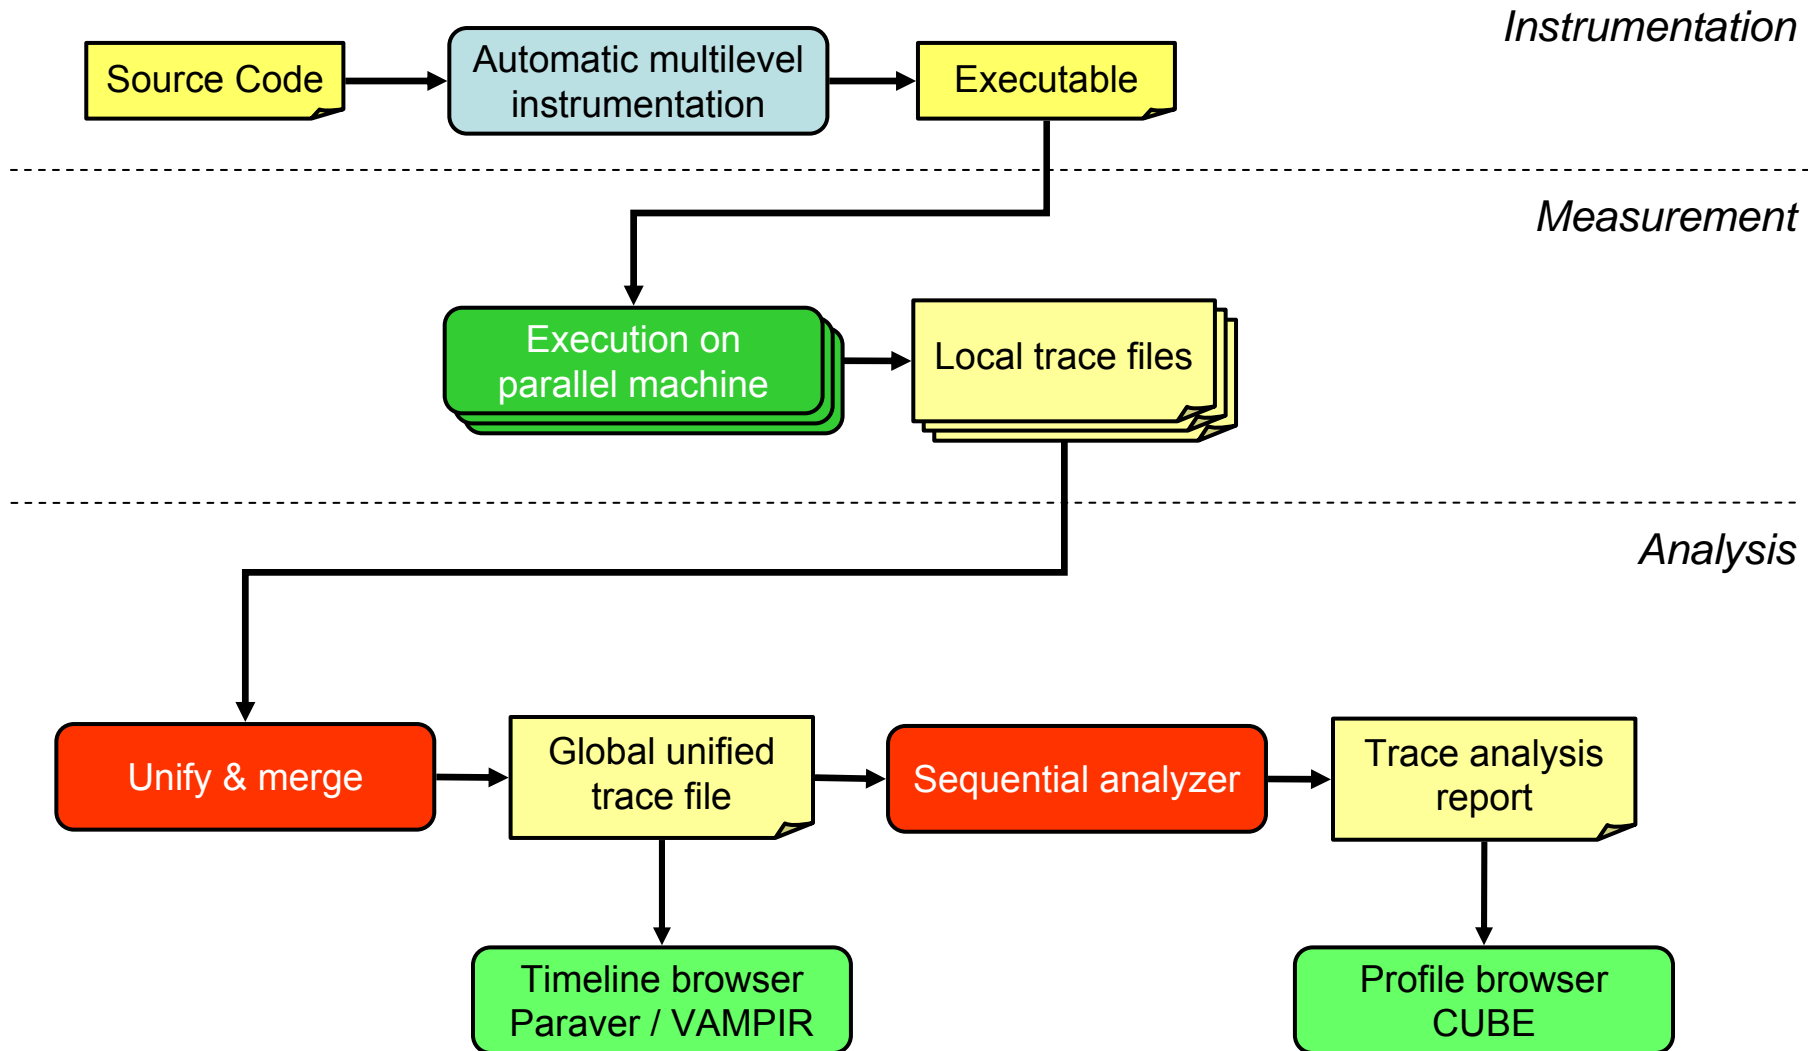 Instrumentation
Source Code
Automatic multilevel
instrumentation
Executable
Measurement
Execution on
parallel machine
Local trace files
Analysis
Unify & merge
Global unified
trace file
Sequential analyzer
Trace analysis
report
Timeline browser
Paraver / VAMPIR
Profile browser
CUBE